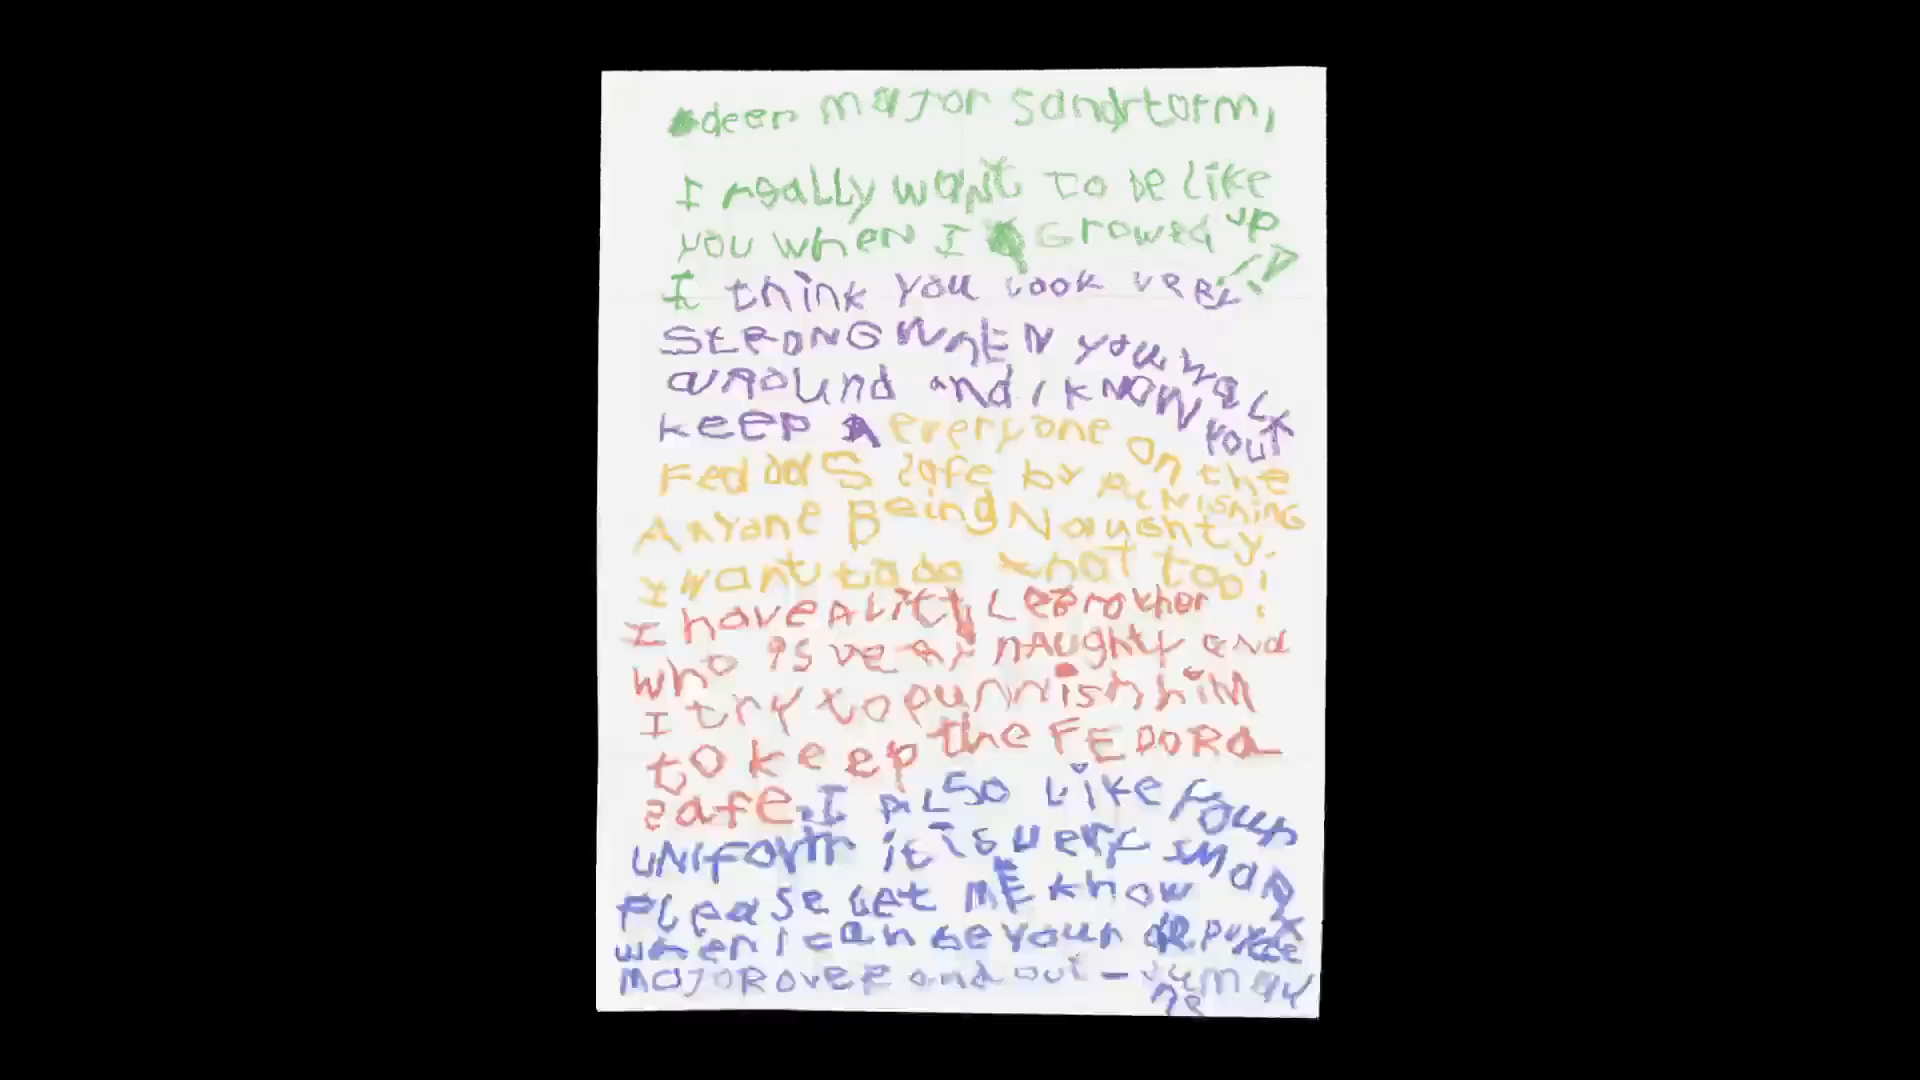 deer major Sandrtorm,
I really want to be like
you when I Growed up
!!
I think you look very
STRONG WhEN you walk
around and I KNOW you
keep everyone on the
Feddas safe by punishing
Anyone Being Naughty.
I want to do that too!
I have a little brother
who is very naughty and
I try to punnish him
to keep the FEDORa
safe. I also like your
uniform it is very smart
please let me know
when I can be your
major over and out -